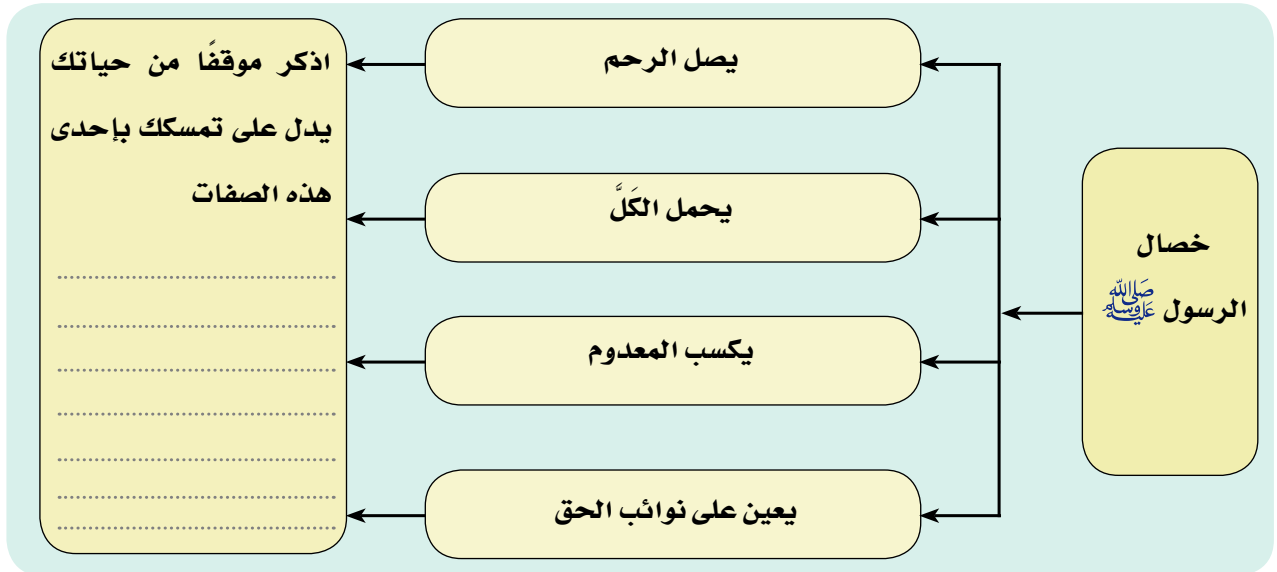 خصال
الرسول ﷺ
يصل الرحم
يحمل الكَلَّ
يكسب المعدوم
يعين على نوائب الحق
اذكر موقفًا من حياتك
يدل على تمسكك بإحدى
هذه الصفات